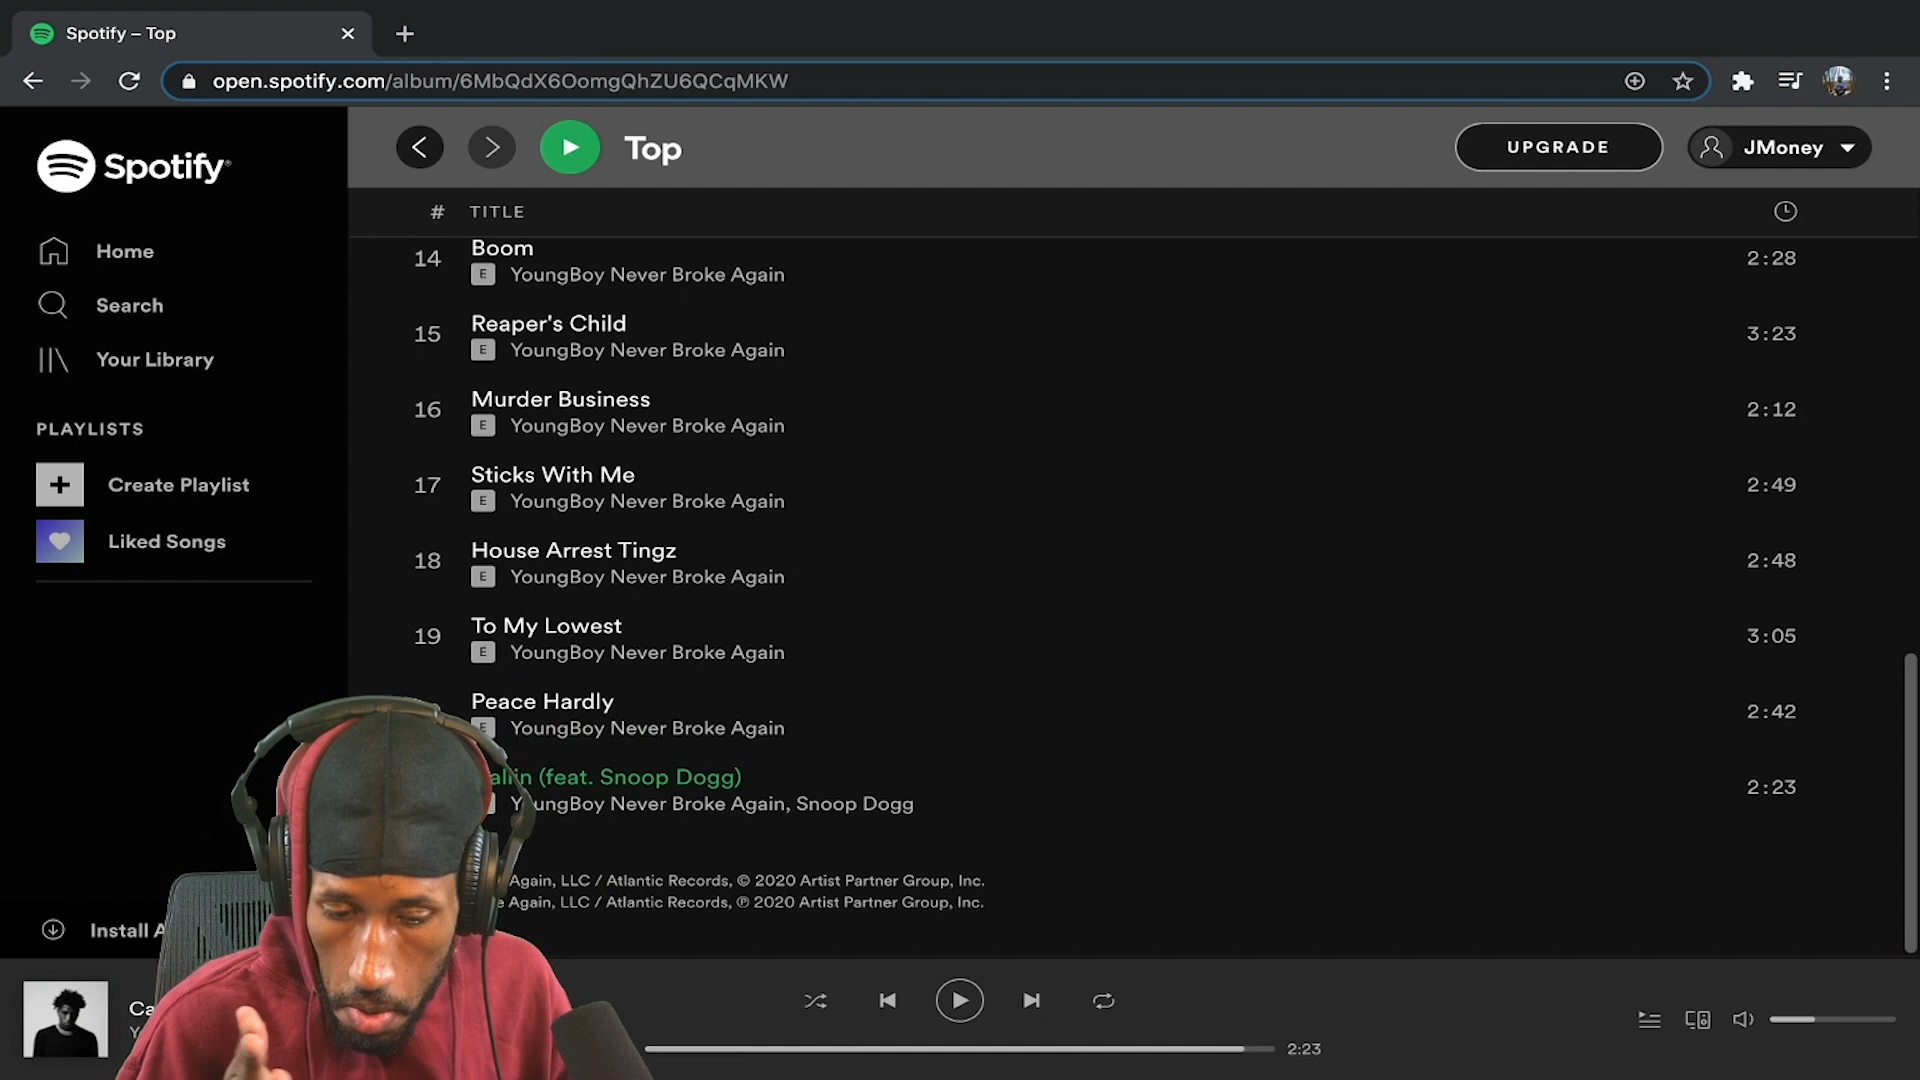 Spotify – Top
open.spotify.com/album/6MbQdX6OomgQhZU6QCqMKW
Spotify
Top
UPGRADE
JMoney
Home
Search
Your Library
PLAYLISTS
Create Playlist
Liked Songs
Install
# TITLE
14 Boom 2:28
E YoungBoy Never Broke Again
15 Reaper's Child 3:23
E YoungBoy Never Broke Again
16 Murder Business 2:12
E YoungBoy Never Broke Again
17 Sticks With Me 2:49
E YoungBoy Never Broke Again
18 House Arrest Tingz 2:48
E YoungBoy Never Broke Again
19 To My Lowest 3:05
E YoungBoy Never Broke Again
Peace Hardly 2:42
E YoungBoy Never Broke Again
(feat. Snoop Dogg) 2:23
YoungBoy Never Broke Again, Snoop Dogg
Again, LLC / Atlantic Records, © 2020 Artist Partner Group, Inc.
Again, LLC / Atlantic Records, ℗ 2020 Artist Partner Group, Inc.
2:23